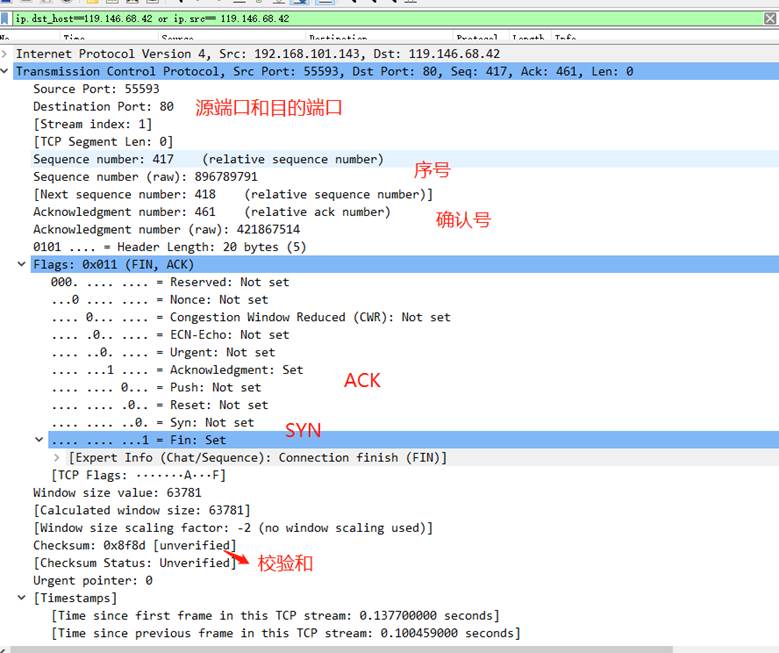 ip.dst_host==119.146.68.42 or ip.src== 119.146.68.42
Internet Protocol Version 4, Src: 192.168.101.143, Dst: 119.146.68.42
Transmission Control Protocol, Src Port: 55593, Dst Port: 80, Seq: 417, Ack: 461, Len: 0
Source Port: 55593
Destination Port: 80
源端口和目的端口
[Stream index: 1]
[TCP Segment Len: 0]
Sequence number: 417    (relative sequence number)
序号
Sequence number (raw): 896789791
[Next sequence number: 418    (relative sequence number)]
Acknowledgment number: 461    (relative ack number)
确认号
Acknowledgment number (raw): 421867514
0101 .... = Header Length: 20 bytes (5)
Flags: 0x011 (FIN, ACK)
000. .... .... = Reserved: Not set
...0 .... .... = Nonce: Not set
.... 0... .... = Congestion Window Reduced (CWR): Not set
.... .0.. .... = ECN-Echo: Not set
.... ..0. .... = Urgent: Not set
.... ...1 .... = Acknowledgment: Set
ACK
.... .... 0... = Push: Not set
.... .... .0.. = Reset: Not set
.... .... ..0. = Syn: Not set
SYN
.... .... ...1 = Fin: Set
[Expert Info (Chat/Sequence): Connection finish (FIN)]
[TCP Flags: ·······A···F]
Window size value: 63781
[Calculated window size: 63781]
[Window size scaling factor: -2 (no window scaling used)]
Checksum: 0x8f8d [unverified]
[Checksum Status: Unverified]
校验和
Urgent pointer: 0
[Timestamps]
[Time since first frame in this TCP stream: 0.137700000 seconds]
[Time since previous frame in this TCP stream: 0.100459000 seconds]